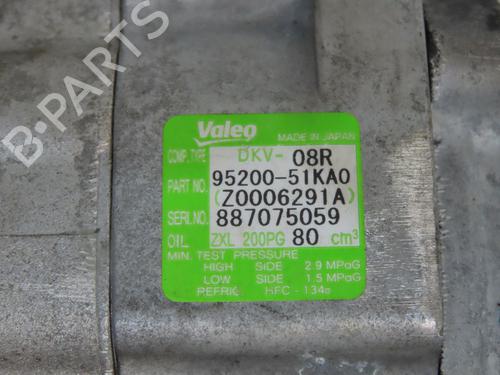 B-PARTS
Valeo
MADE IN JAPAN
COMP.TYPE DKV- 08R
PART NO. 95200-51KA0
(Z0006291A)
SERI.NO. 887075059
OIL ZXL 200PG 80 cm³
MIN. TEST PRESSURE
HIGH SIDE 2.9 MPaG
LOW SIDE 1.5 MPaG
REFRIG. HFC-134a